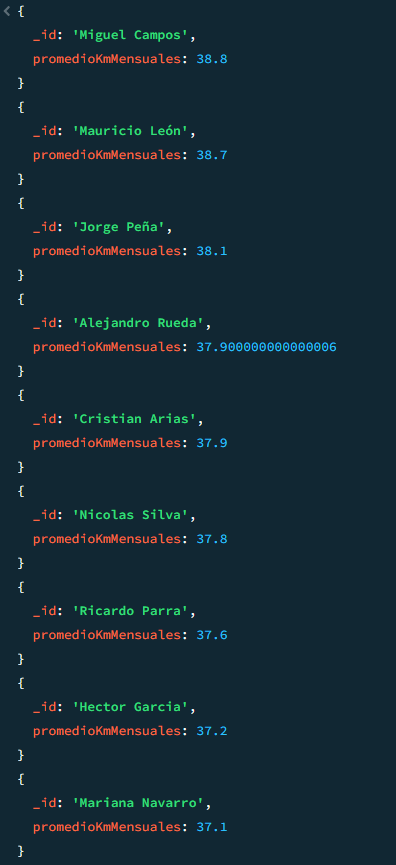 {
_id: 'Miguel Campos',
promedioKmMensuales: 38.8
}
{
_id: 'Mauricio León',
promedioKmMensuales: 38.7
}
{
_id: 'Jorge Peña',
promedioKmMensuales: 38.1
}
{
_id: 'Alejandro Rueda',
promedioKmMensuales: 37.900000000000006
}
{
_id: 'Cristian Arias',
promedioKmMensuales: 37.9
}
{
_id: 'Nicolas Silva',
promedioKmMensuales: 37.8
}
{
_id: 'Ricardo Parra',
promedioKmMensuales: 37.6
}
{
_id: 'Hector Garcia',
promedioKmMensuales: 37.2
}
{
_id: 'Mariana Navarro',
promedioKmMensuales: 37.1
}